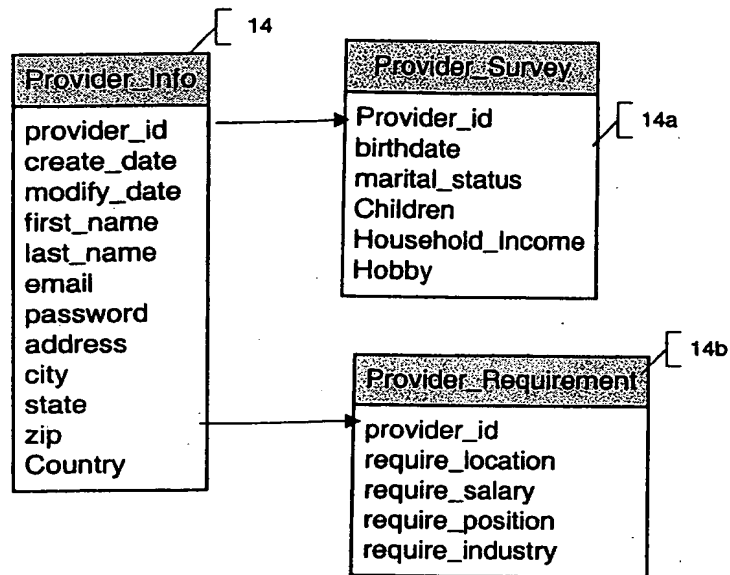 14
Provider_Info
provider_id
create_date
modify_date
first_name
last_name
email
password
address
city
state
zip
Country
Provider_Survey
14a
Provider_id
birthdate
marital_status
Children
Household_Income
Hobby
14b
Provider_Requirement
provider_id
require_location
require_salary
require_position
require_industry